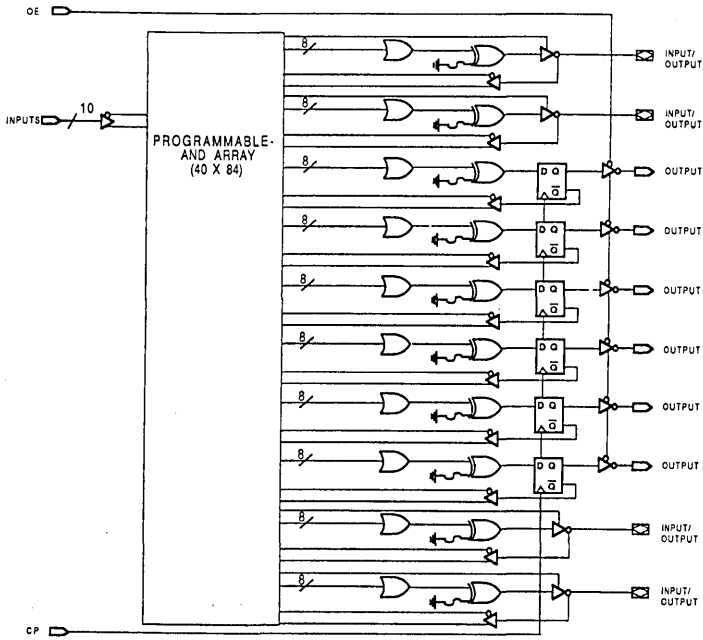 OE
8
INPUT/
OUTPUT
8
INPUT/
OUTPUT
INPUTS
10
PROGRAMMABLE-
AND ARRAY
(40 X 84)
8
D Q
Q
OUTPUT
8
D Q
Q
OUTPUT
8
D Q
Q
OUTPUT
8
D Q
Q
OUTPUT
8
D Q
Q
OUTPUT
8
D Q
Q
OUTPUT
8
INPUT/
OUTPUT
8
INPUT/
OUTPUT
CP